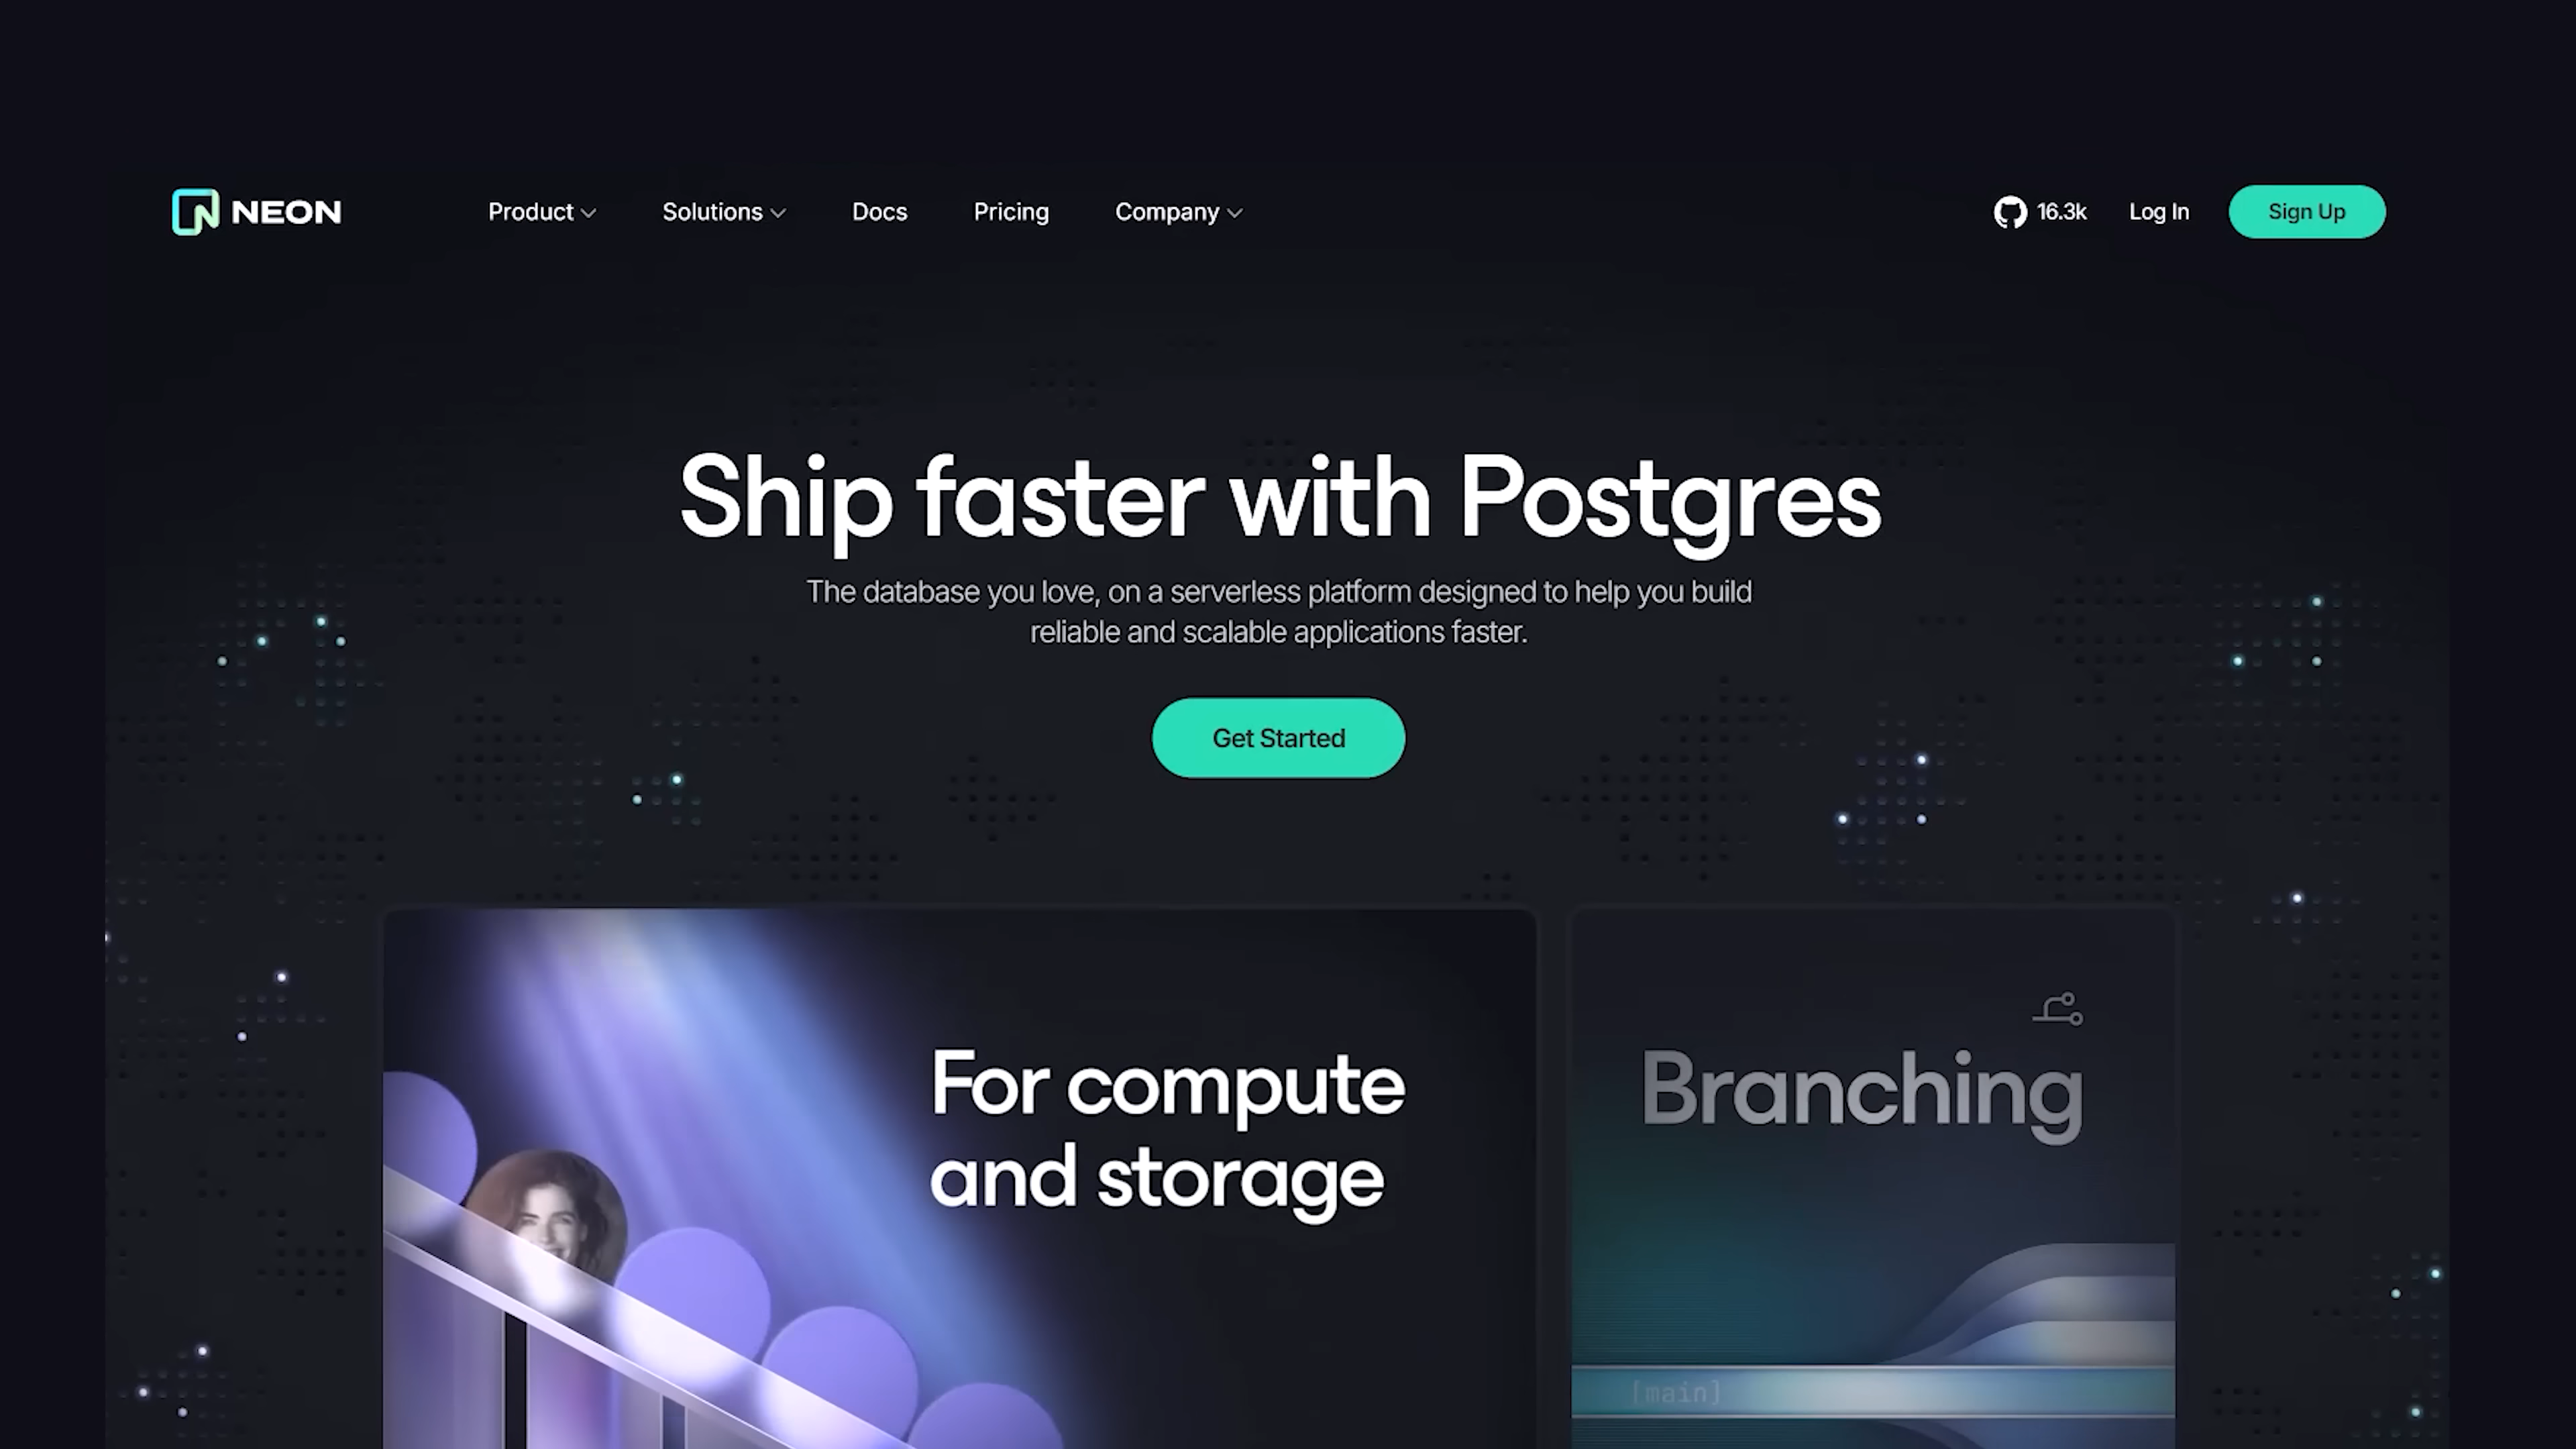 NEON
Product
Solutions
Docs
Pricing
Company
16.3k
Log In
Sign Up
Ship faster with Postgres
The database you love, on a serverless platform designed to help you build
reliable and scalable applications faster.
Get Started
For compute
and storage
Branching
[main]